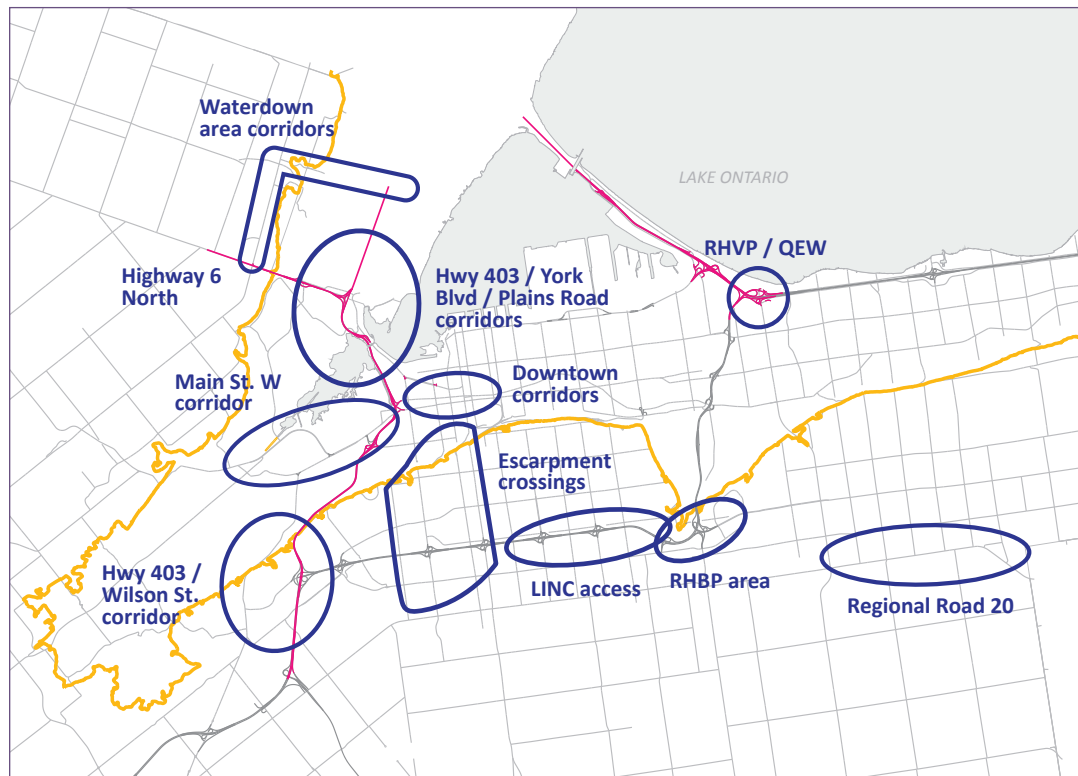 Waterdown
area corridors
LAKE ONTARIO
RHVP / QEW
Highway 6
North
Hwy 403 / York
Blvd / Plains Road
corridors
Main St. W
corridor
Downtown
corridors
Escarpment
crossings
Hwy 403 /
Wilson St.
corridor
LINC access
RHBP area
Regional Road 20